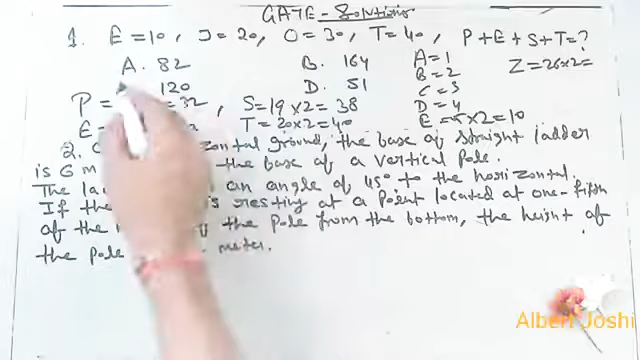 GATE - Solutions
1. E=10, J=20, O=30, T=40, P+E+S+T=?
A. 82 B. 164 A=1 Z=26x2=
120 D. 51 B=2
C=3
P = =32, S=19x2=38 D=4
E= T=20x2=40 E=5x2=10
2. ground, the base of straight ladder
is 6 m the base of a vertical pole.
The la an angle of 45° to the horizontal.
If the is resting at a point located at one-fifth
of the the pole from the bottom, the height of
the pole meter.
Albert Joshi